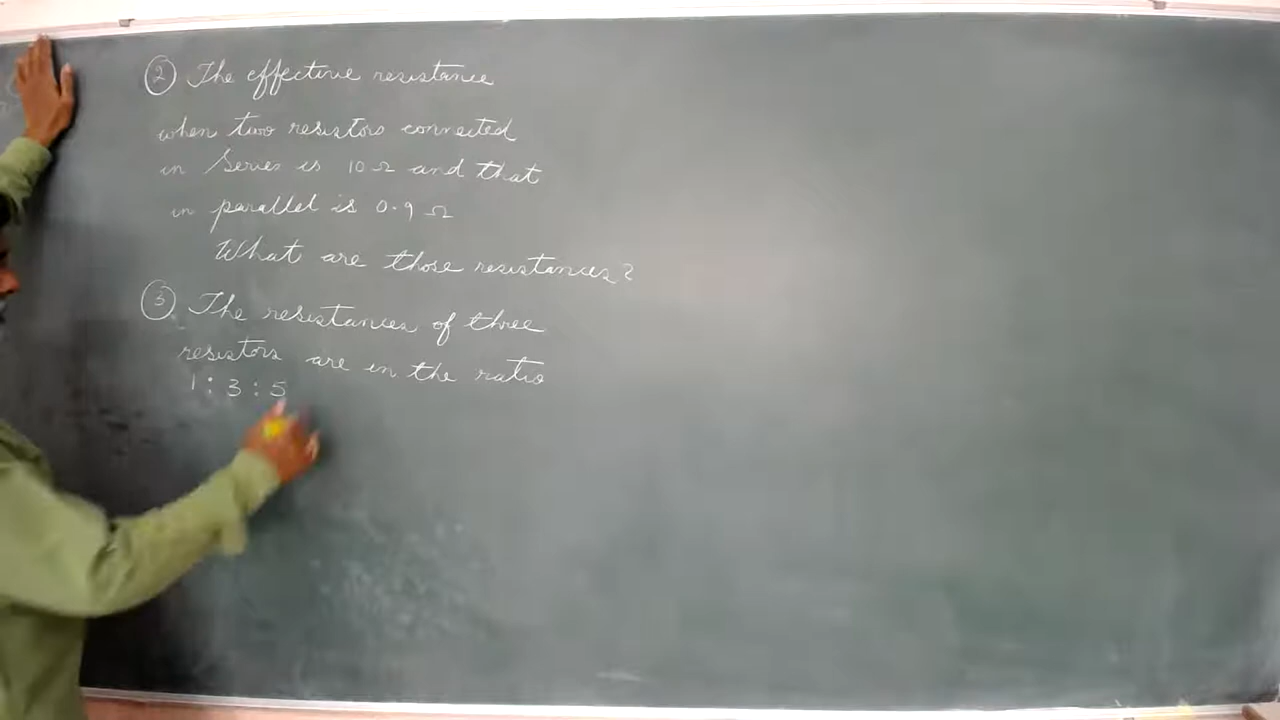 ② The effective resistance
when two resistors connected
in Series is 10 Ω and that
in parallel is 0.9 Ω
What are those resistances?
③ The resistances of three
resistors are in the ratio
1 : 3 : 5